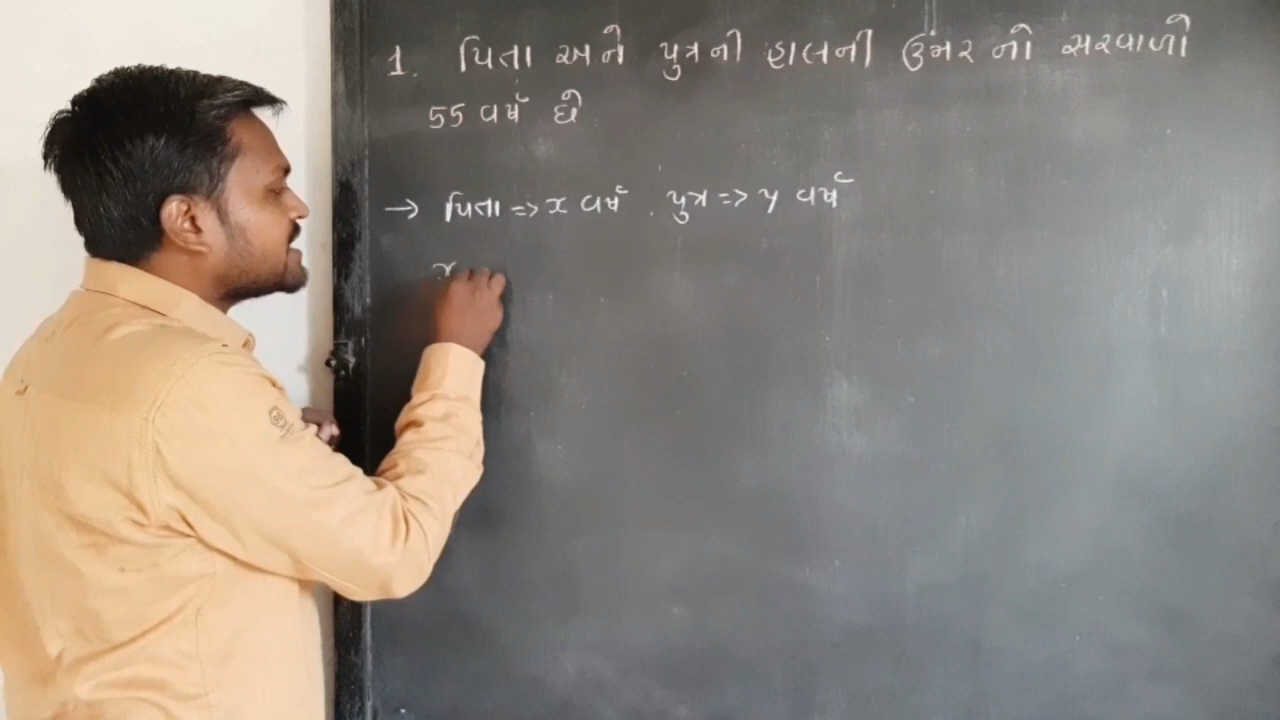 1. પિતા અને પુત્રની હાલની ઉંમર નો સરવાળો
55 વર્ષ છે
→ પિતા => x વર્ષ . પુત્ર => y વર્ષ
x